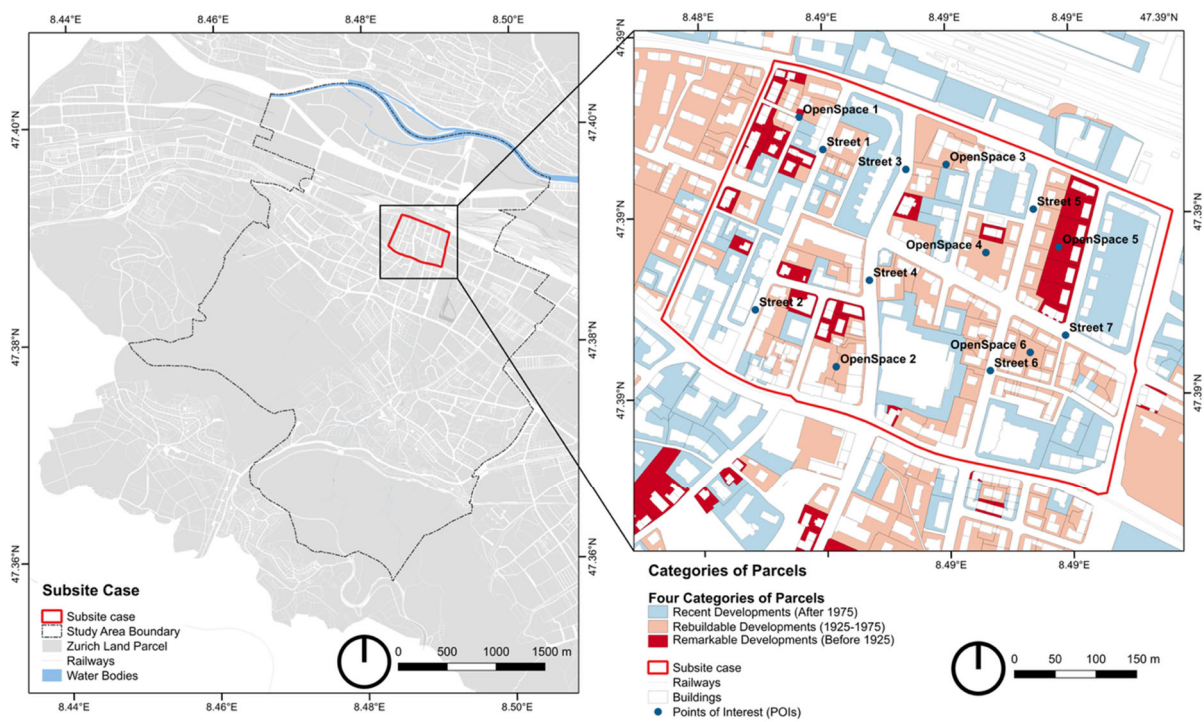 8.44°E
8.46°E
8.48°E
8.50°E
47.40°N
47.38°N
47.36°N
47.40°N
47.38°N
47.36°N
Subsite Case
Subsite case
Study Area Boundary
Zurich Land Parcel
Railways
Water Bodies
0 500 1000 1500 m
8.44°E
8.46°E
8.48°E
8.50°E
8.48°E
8.49°E
8.49°E
8.49°E
47.39°N
47.39°N
47.39°N
47.39°N
47.39°N
47.39°N
OpenSpace 1
Street 1
Street 3
OpenSpace 3
Street 5
OpenSpace 4
OpenSpace 5
Street 4
Street 2
Street 7
OpenSpace 6
OpenSpace 2
Street 6
8.48°E
8.49°E
8.49°E
8.49°E
Categories of Parcels
Four Categories of Parcels
Recent Developments (After 1975)
Rebuildable Developments (1925-1975)
Remarkable Developments (Before 1925)
Subsite case
Railways
Buildings
Points of Interest (POIs)
0 50 100 150 m